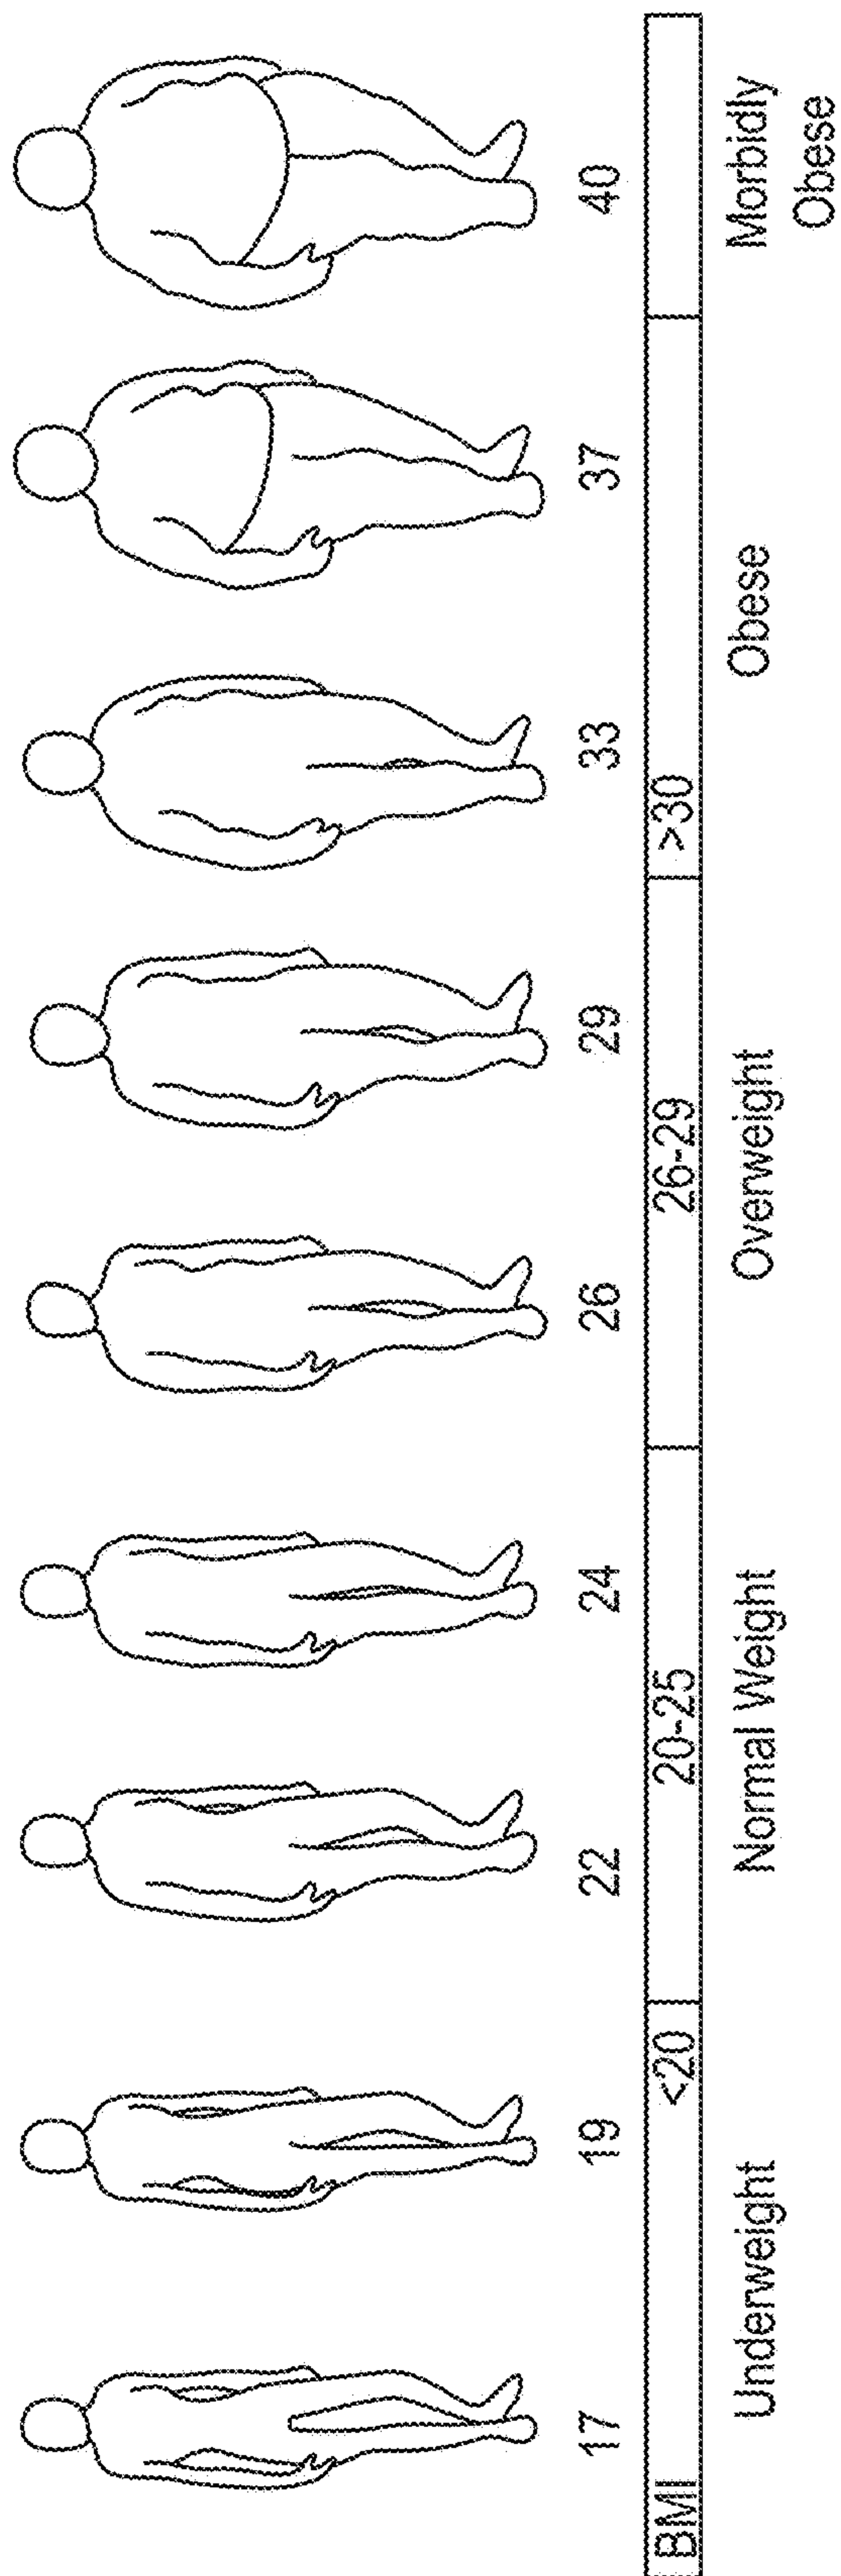 17 19 22 24 26 29 33 37 40
BMI <20 20-25 26-29 >30
Underweight Normal Weight Overweight Obese Morbidly
Obese